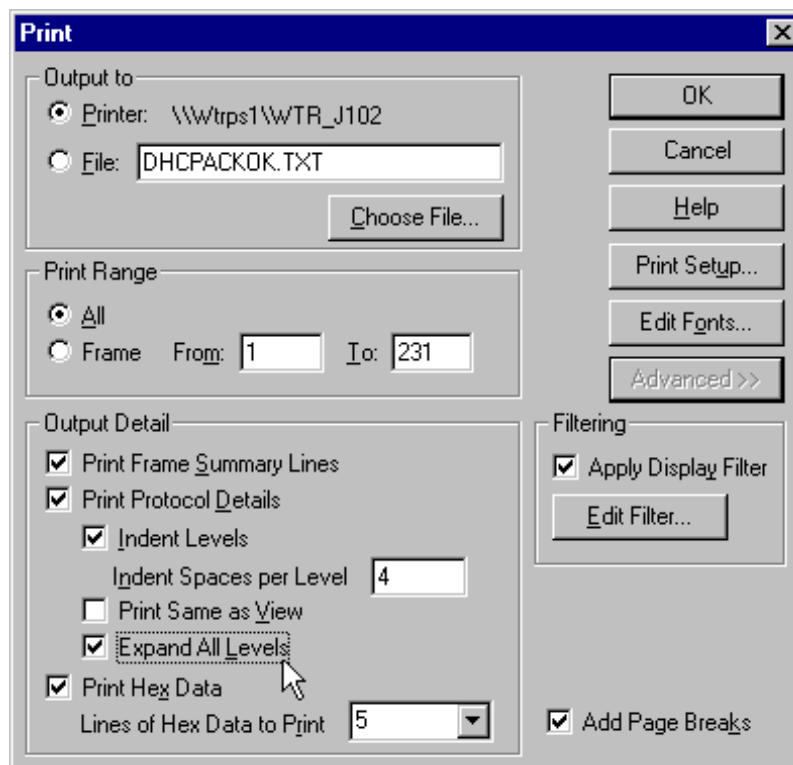 Print
Output to
Printer: \\Wtrps1\WTR_J102
File: DHCPACKOK.TXT
Choose File...
Print Range
All
Frame From: 1 To: 231
Output Detail
Print Frame Summary Lines
Print Protocol Details
Indent Levels
Indent Spaces per Level 4
Print Same as View
Expand All Levels
Print Hex Data
Lines of Hex Data to Print 5
OK
Cancel
Help
Print Setup...
Edit Fonts...
Advanced >>
Filtering
Apply Display Filter
Edit Filter...
Add Page Breaks